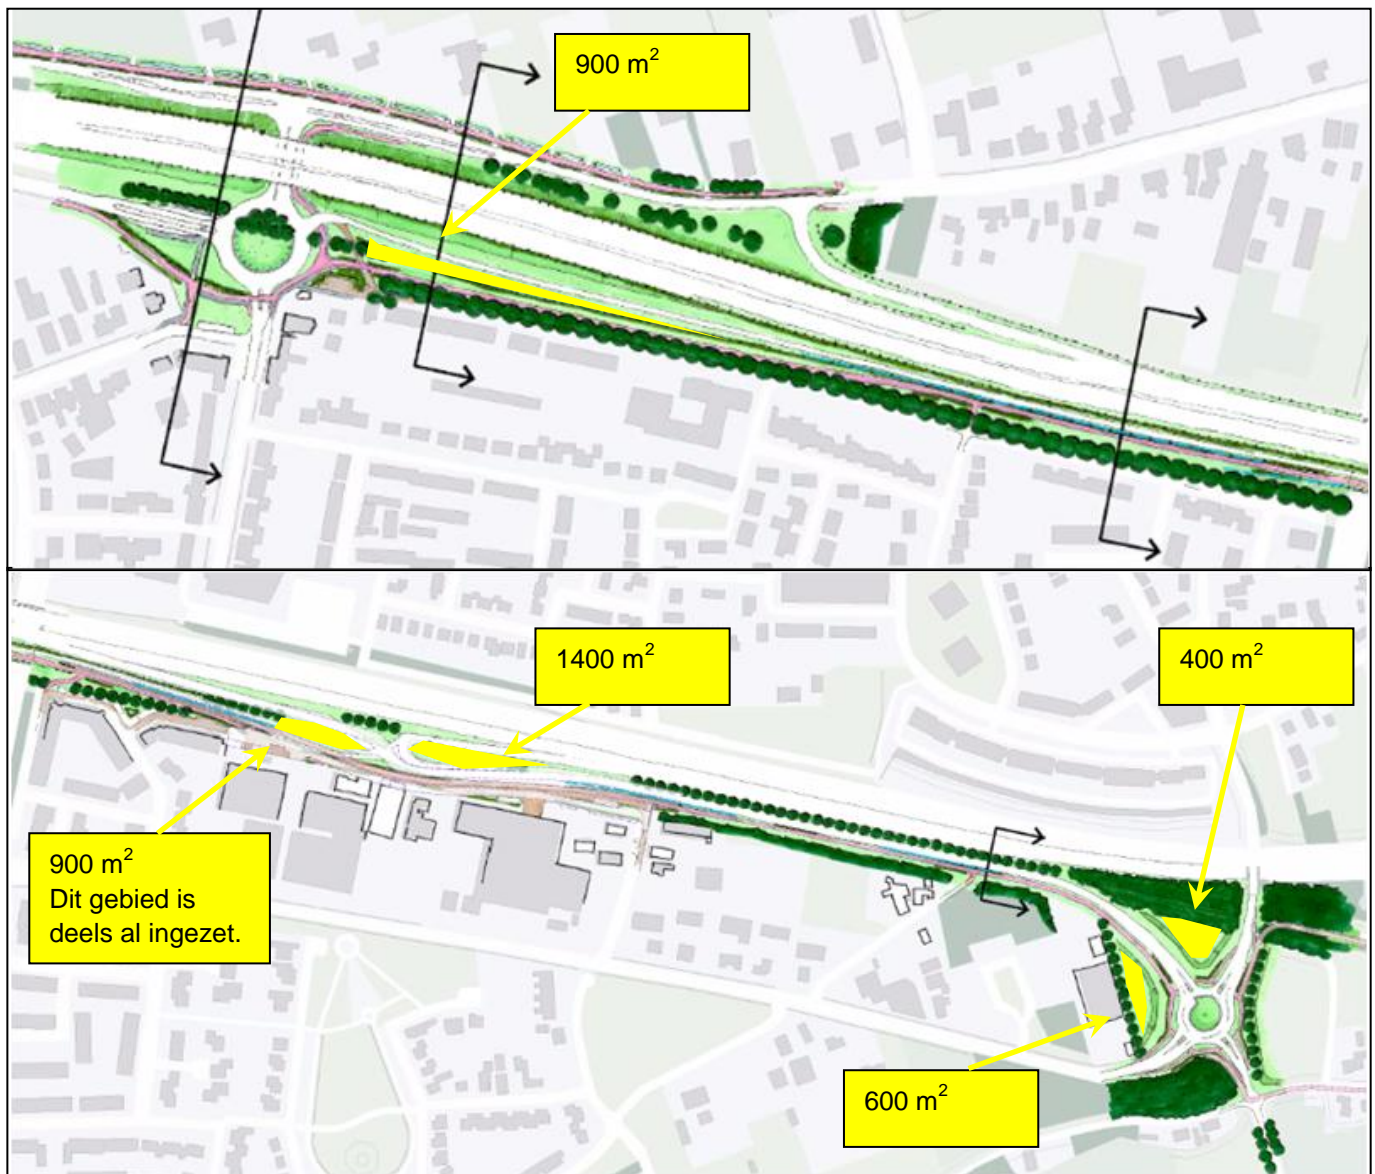 900 m²
1400 m²
400 m²
900 m²
Dit gebied is
deels al ingezet.
600 m²